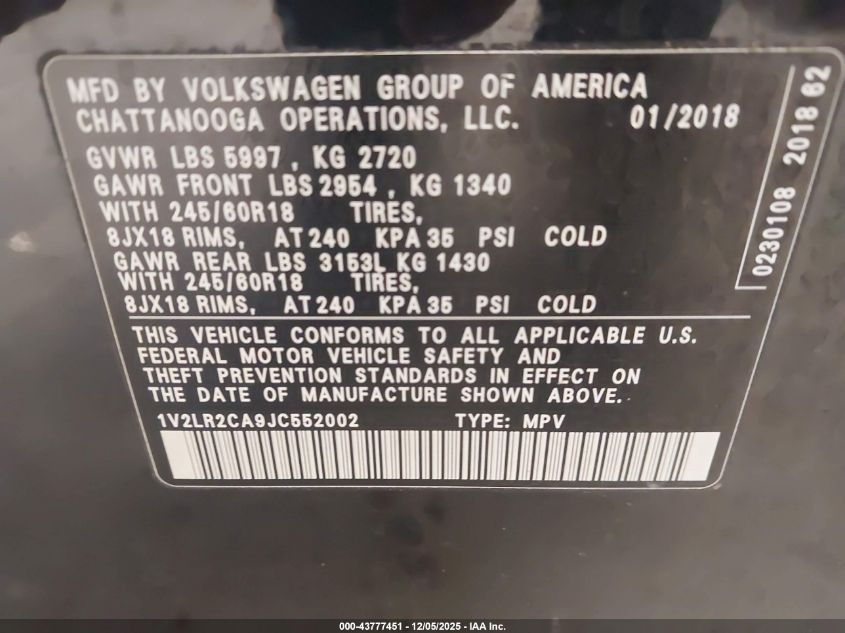 MFD BY VOLKSWAGEN GROUP OF AMERICA
CHATTANOOGA OPERATIONS, LLC. 01/2018
GVWR LBS 5997, KG 2720
GAWR FRONT LBS 2954, KG 1340
WITH 245/60R18 TIRES,
8JX18 RIMS, AT 240 KPA 35 PSI COLD
GAWR REAR LBS 3153L KG 1430
WITH 245/60R18 TIRES,
8JX18 RIMS, AT 240 KPA 35 PSI COLD
THIS VEHICLE CONFORMS TO ALL APPLICABLE U.S.
FEDERAL MOTOR VEHICLE SAFETY AND
THEFT PREVENTION STANDARDS IN EFFECT ON
THE DATE OF MANUFACTURE SHOWN ABOVE.
1V2LR2CA9JC552002 TYPE: MPV
0230108 2018 62
000-43777451 - 12/05/2025 - IAA Inc.